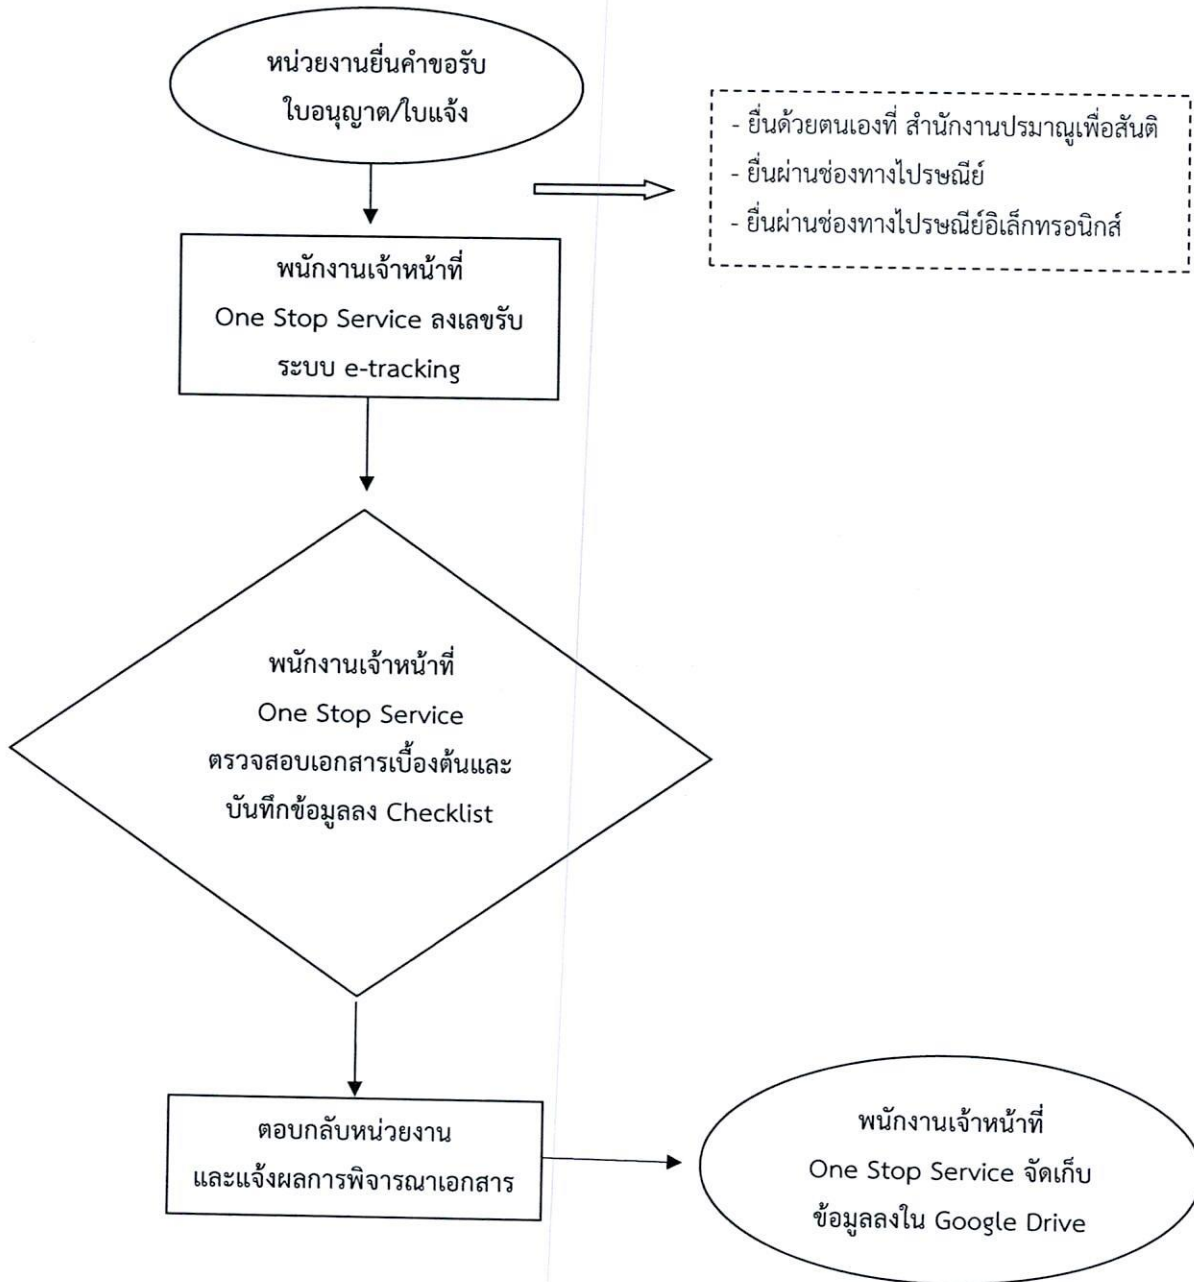 หน่วยงานยื่นคำขอรับ
ใบอนุญาต/ใบแจ้ง
- ยื่นด้วยตนเองที่ สำนักงานปรมาณูเพื่อสันติ
- ยื่นผ่านช่องทางไปรษณีย์
- ยื่นผ่านช่องทางไปรษณีย์อิเล็กทรอนิกส์
พนักงานเจ้าหน้าที่
One Stop Service ลงเลขรับ
ระบบ e-tracking
พนักงานเจ้าหน้าที่
One Stop Service
ตรวจสอบเอกสารเบื้องต้นและ
บันทึกข้อมูลลง Checklist
ตอบกลับหน่วยงาน
และแจ้งผลการพิจารณาเอกสาร
พนักงานเจ้าหน้าที่
One Stop Service จัดเก็บ
ข้อมูลลงใน Google Drive